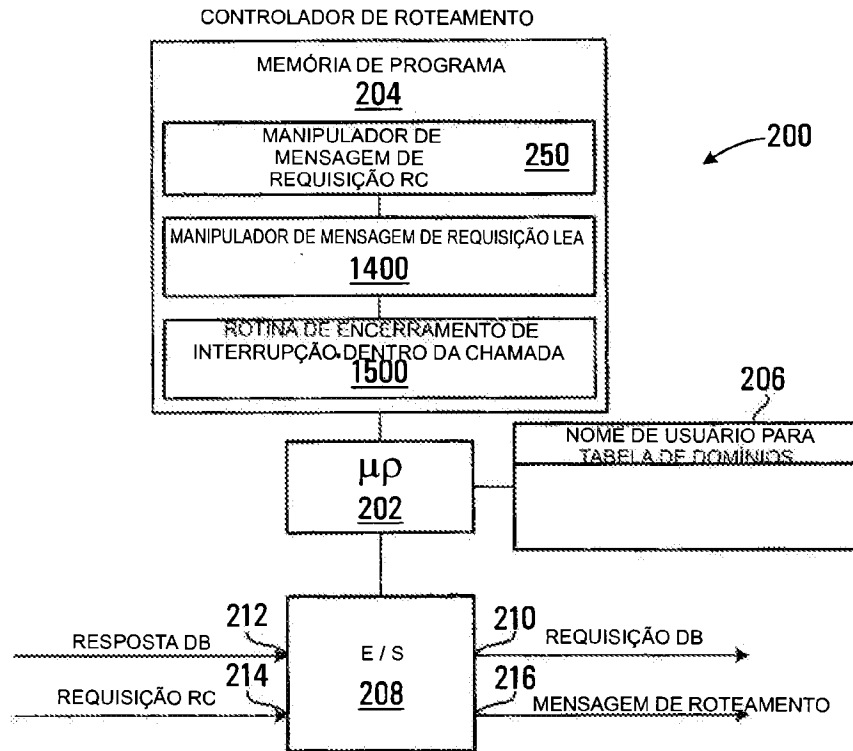 CONTROLADOR DE ROTEAMENTO
MEMÓRIA DE PROGRAMA
204
MANIPULADOR DE
MENSAGEM DE
REQUISIÇÃO RC
250
200
MANIPULADOR DE MENSAGEM DE REQUISIÇÃO LEA
1400
ROTINA DE ENCERRAMENTO DE
INTERRUPÇÃO DENTRO DA CHAMADA
1500
206
NOME DE USUÁRIO PARA
TABELA DE DOMÍNIOS
µρ
202
RESPOSTA DB
212
210
REQUISIÇÃO DB
E / S
208
REQUISIÇÃO RC
214
216
MENSAGEM DE ROTEAMENTO